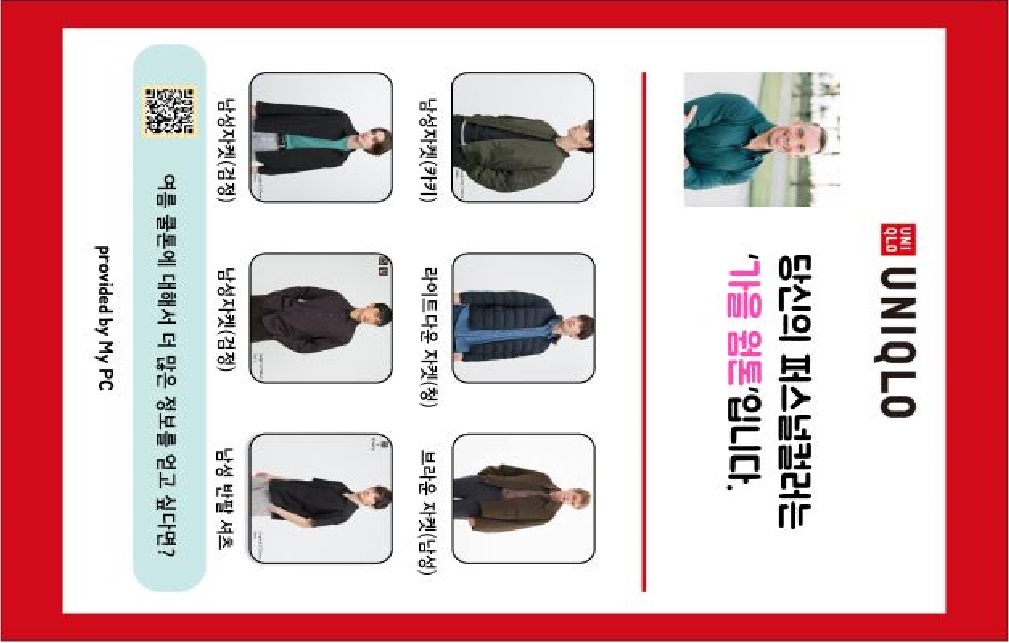 UNI
QLO
UNIQLO
당신의 퍼스널컬러는
'가을 웜톤'입니다.
남성자켓(카키)
라이트다운 자켓(청)
브라운 자켓(남성)
남성자켓(검정)
남성자켓(검정)
남성 반팔 셔츠
여름 쿨톤에 대해서 더 많은 정보를 얻고 싶다면?
provided by My PC